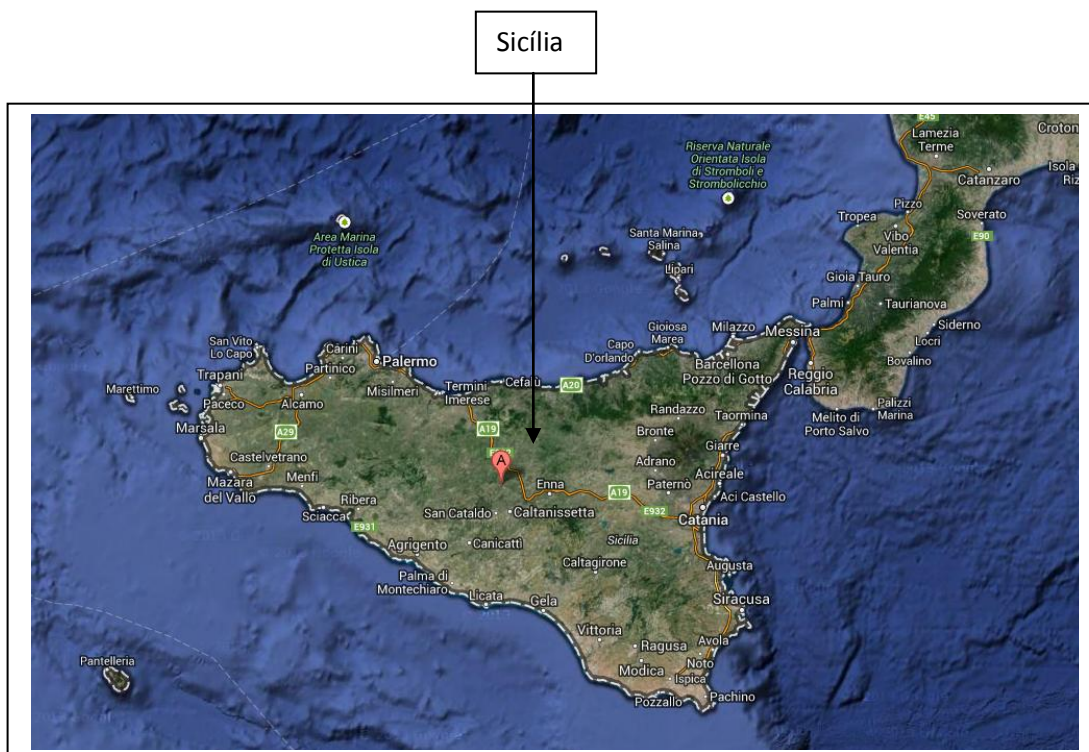 Sicília
E45
Lamezia
Terme
Croton
Catanzaro
Isola
Riz
Riserva Naturale
Orientata Isola
di Stromboli e
Strombolicchio
Pizzo
Soverato
Tropea
E90
Vibo
Valentia
Area Marina
Protetta Isola
di Ustica
Santa Marina
Salina
Lipari
Gioia Tauro
Palmi
Taurianova
Siderno
Locri
Bovalino
Gioiosa
Marea
Milazzo
Messina
San Vito
Lo Capo
Carini
Palermo
Capo
D'orlando
Barcellona
Pozzo di Gotto
Reggio
Calabria
Trapani
Partinico
Misilmeri
Termini
Imerese
Cefalù
A20
Marettimo
Paceco
Alcamo
Randazzo
Taormina
Melito di
Porto Salvo
Palizzi
Marina
Marsala
A29
A19
Bronte
Giarre
Castelvetrano
Menfi
A
Adrano
Acireale
Mazara
del Vallo
Enna
A19
Paternò
Aci Castello
Ribera
Sciacca
San Cataldo
Caltanissetta
E932
Catania
E931
Agrigento
Canicattì
Sicilia
Caltagirone
Augusta
Palma di
Montechiaro
Licata
Gela
Siracusa
Vittoria
Ragusa
Avola
Pantelleria
Modica
Noto
Ispica
Pozzallo
Pachino